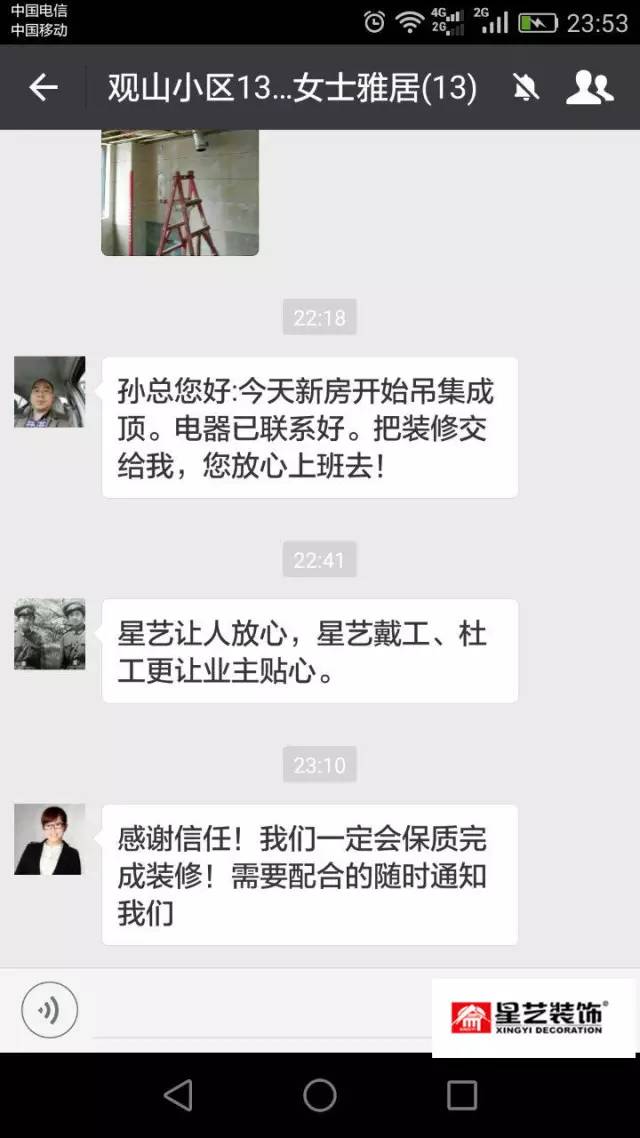 中国电信
中国移动
4G
2G
2G
23:53
观山小区13...女士雅居(13)
22:18
孙总您好:今天新房开始吊集成
顶。电器已联系好。把装修交
给我，您放心上班去！
22:41
星艺让人放心，星艺戴工、杜
工更让业主贴心。
23:10
感谢信任！我们一定会保质完
成装修！需要配合的随时通知
我们
星艺装饰®
XINGYI DECORATION